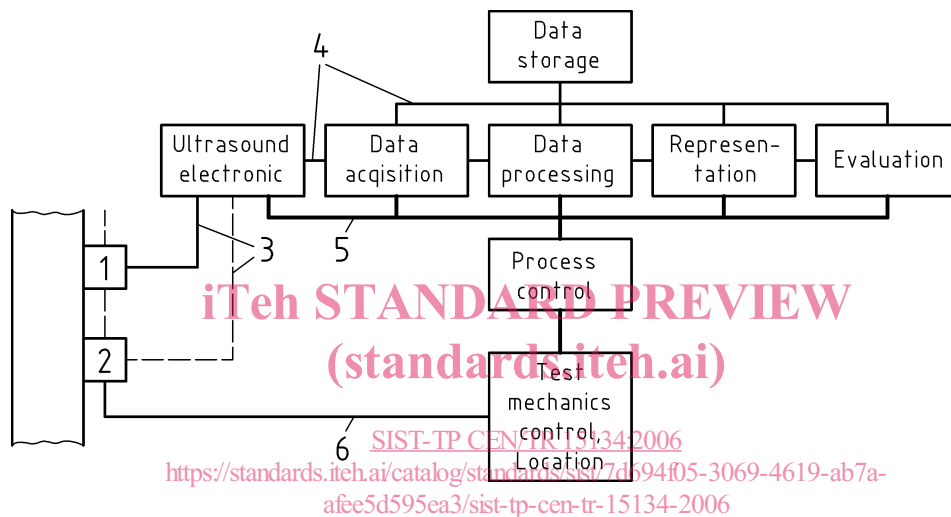 Data
storage
4
Ultrasound
electronic
Data
acqisition
Data
processing
Represen-
tation
Evaluation
3
5
1
2
Process
control
iTeh STANDARD PREVIEW
(standards.iteh.ai)
Test
mechanics
control,
Location
6
SIST-TP CEN/TR 15134:2006
https://standards.iteh.ai/catalog/standards/sist/7d694f05-3069-4619-ab7a-
afee5d595ea3/sist-tp-cen-tr-15134-2006